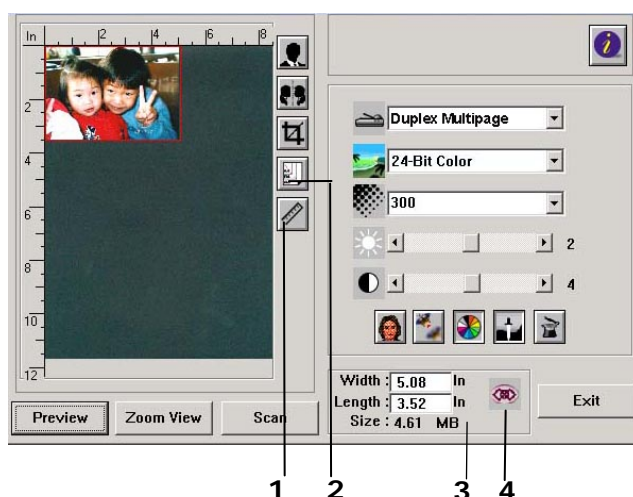 In 2 4 6 8
2
4
6
8
10
12
i
Duplex Multipage
24-Bit Color
300
2
4
Width : 5.08 In
Length : 3.52 In
Size : 4.61 MB
Exit
Preview Zoom View Scan
1 2 3 4